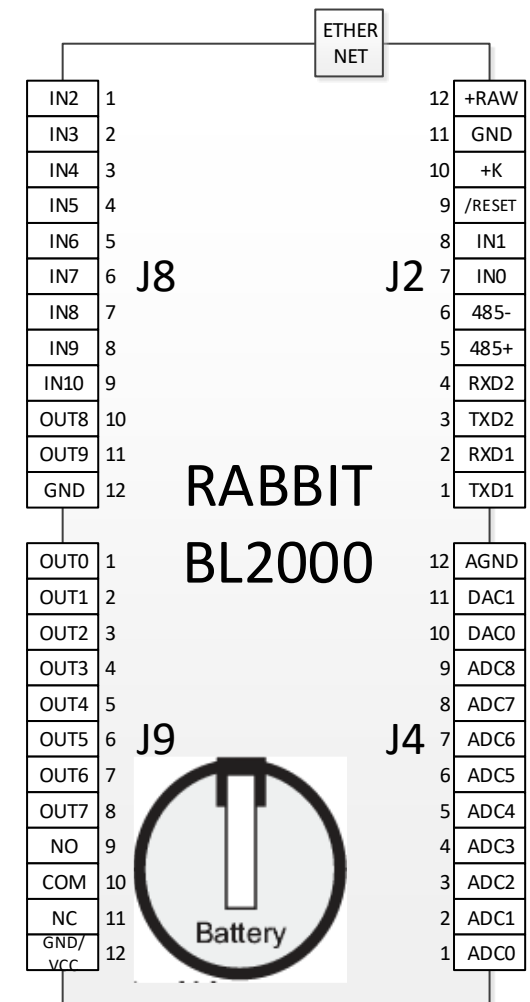 ETHER
NET
IN2 1
IN3 2
IN4 3
IN5 4
IN6 5
IN7 6
IN8 7
IN9 8
IN10 9
OUT8 10
OUT9 11
GND 12
J8
12 +RAW
11 GND
10 +K
9 /RESET
8 IN1
7 IN0
6 485-
5 485+
4 RXD2
3 TXD2
2 RXD1
1 TXD1
J2
RABBIT
BL2000
OUT0 1
OUT1 2
OUT2 3
OUT3 4
OUT4 5
OUT5 6
OUT6 7
OUT7 8
NO 9
COM 10
NC 11
GND/
VCC 12
J9
12 AGND
11 DAC1
10 DAC0
9 ADC8
8 ADC7
7 ADC6
6 ADC5
5 ADC4
4 ADC3
3 ADC2
2 ADC1
1 ADC0
J4
Battery